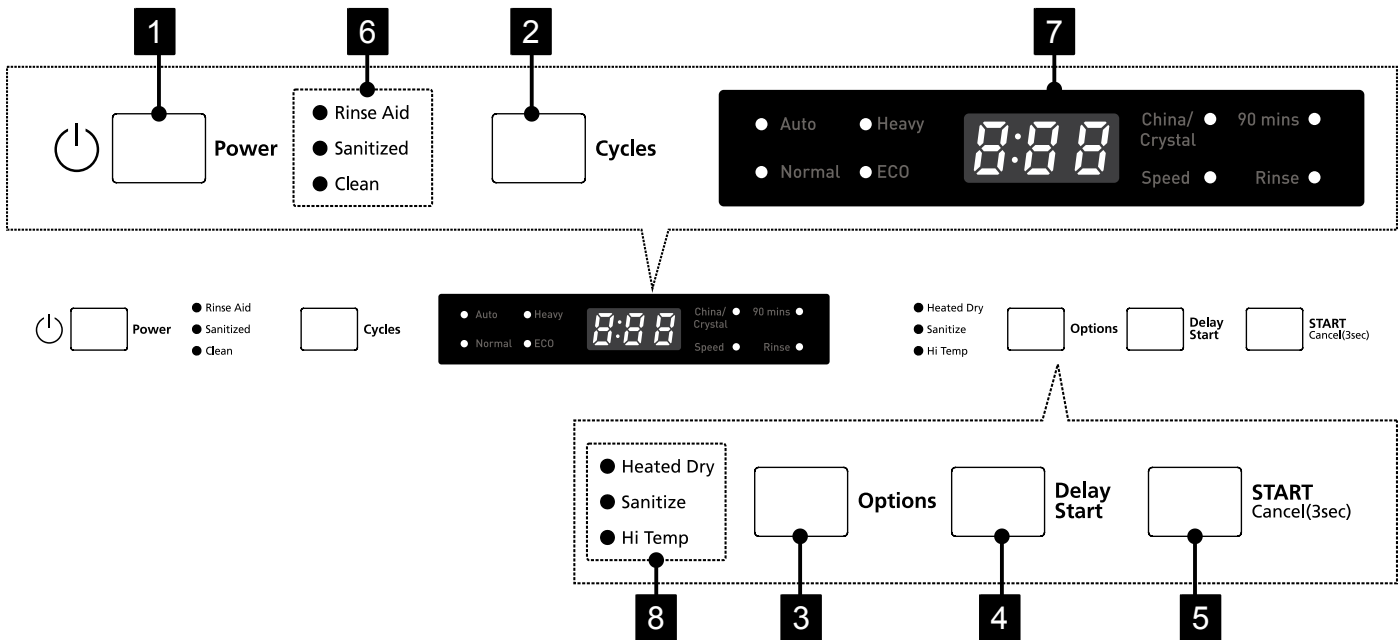 1 6 2 7
Power
Rinse Aid
Sanitized
Clean
Cycles
Auto Heavy
Normal ECO
8:88
China/
Crystal
90 mins
Speed Rinse
Power
Rinse Aid
Sanitized
Clean
Cycles
Auto Heavy
Normal ECO
8:88
China/
Crystal
90 mins
Speed Rinse
Heated Dry
Sanitize
Hi Temp
Options
Delay
Start
START
Cancel(3sec)
Heated Dry
Sanitize
Hi Temp
Options
Delay
Start
START
Cancel(3sec)
8 3 4 5